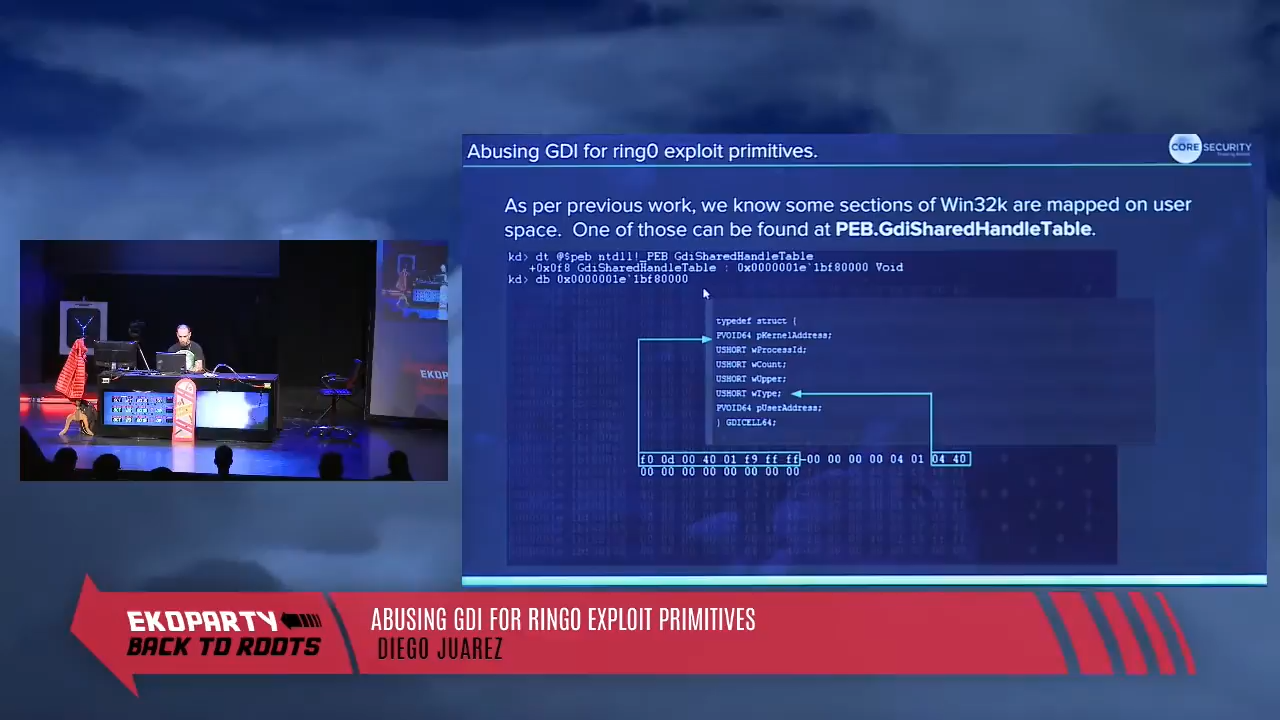 Abusing GDI for ring0 exploit primitives.
CORE SECURITY
As per previous work, we know some sections of Win32k are mapped on user
space. One of those can be found at PEB.GdiSharedHandleTable.
kd> dt @$peb ntdll!_PEB GdiSharedHandleTable
+0x0f8 GdiSharedHandleTable : 0x0000001e`1bf80000 Void
kd> db 0x0000001e`1bf80000
typedef struct {
PVOID64 pKernelAddress;
USHORT wProcessId;
USHORT wCount;
USHORT wUpper;
USHORT wType;
PVOID64 pUserAddress;
} GDICELL64;
f0 0d 00 40 01 f9 ff ff-00 00 00 00 04 01 04 40
00 00 00 00 00 00 00 00
EKOP
EKOPARTY
BACK TO ROOTS
ABUSING GDI FOR RING0 EXPLOIT PRIMITIVES
DIEGO JUAREZ